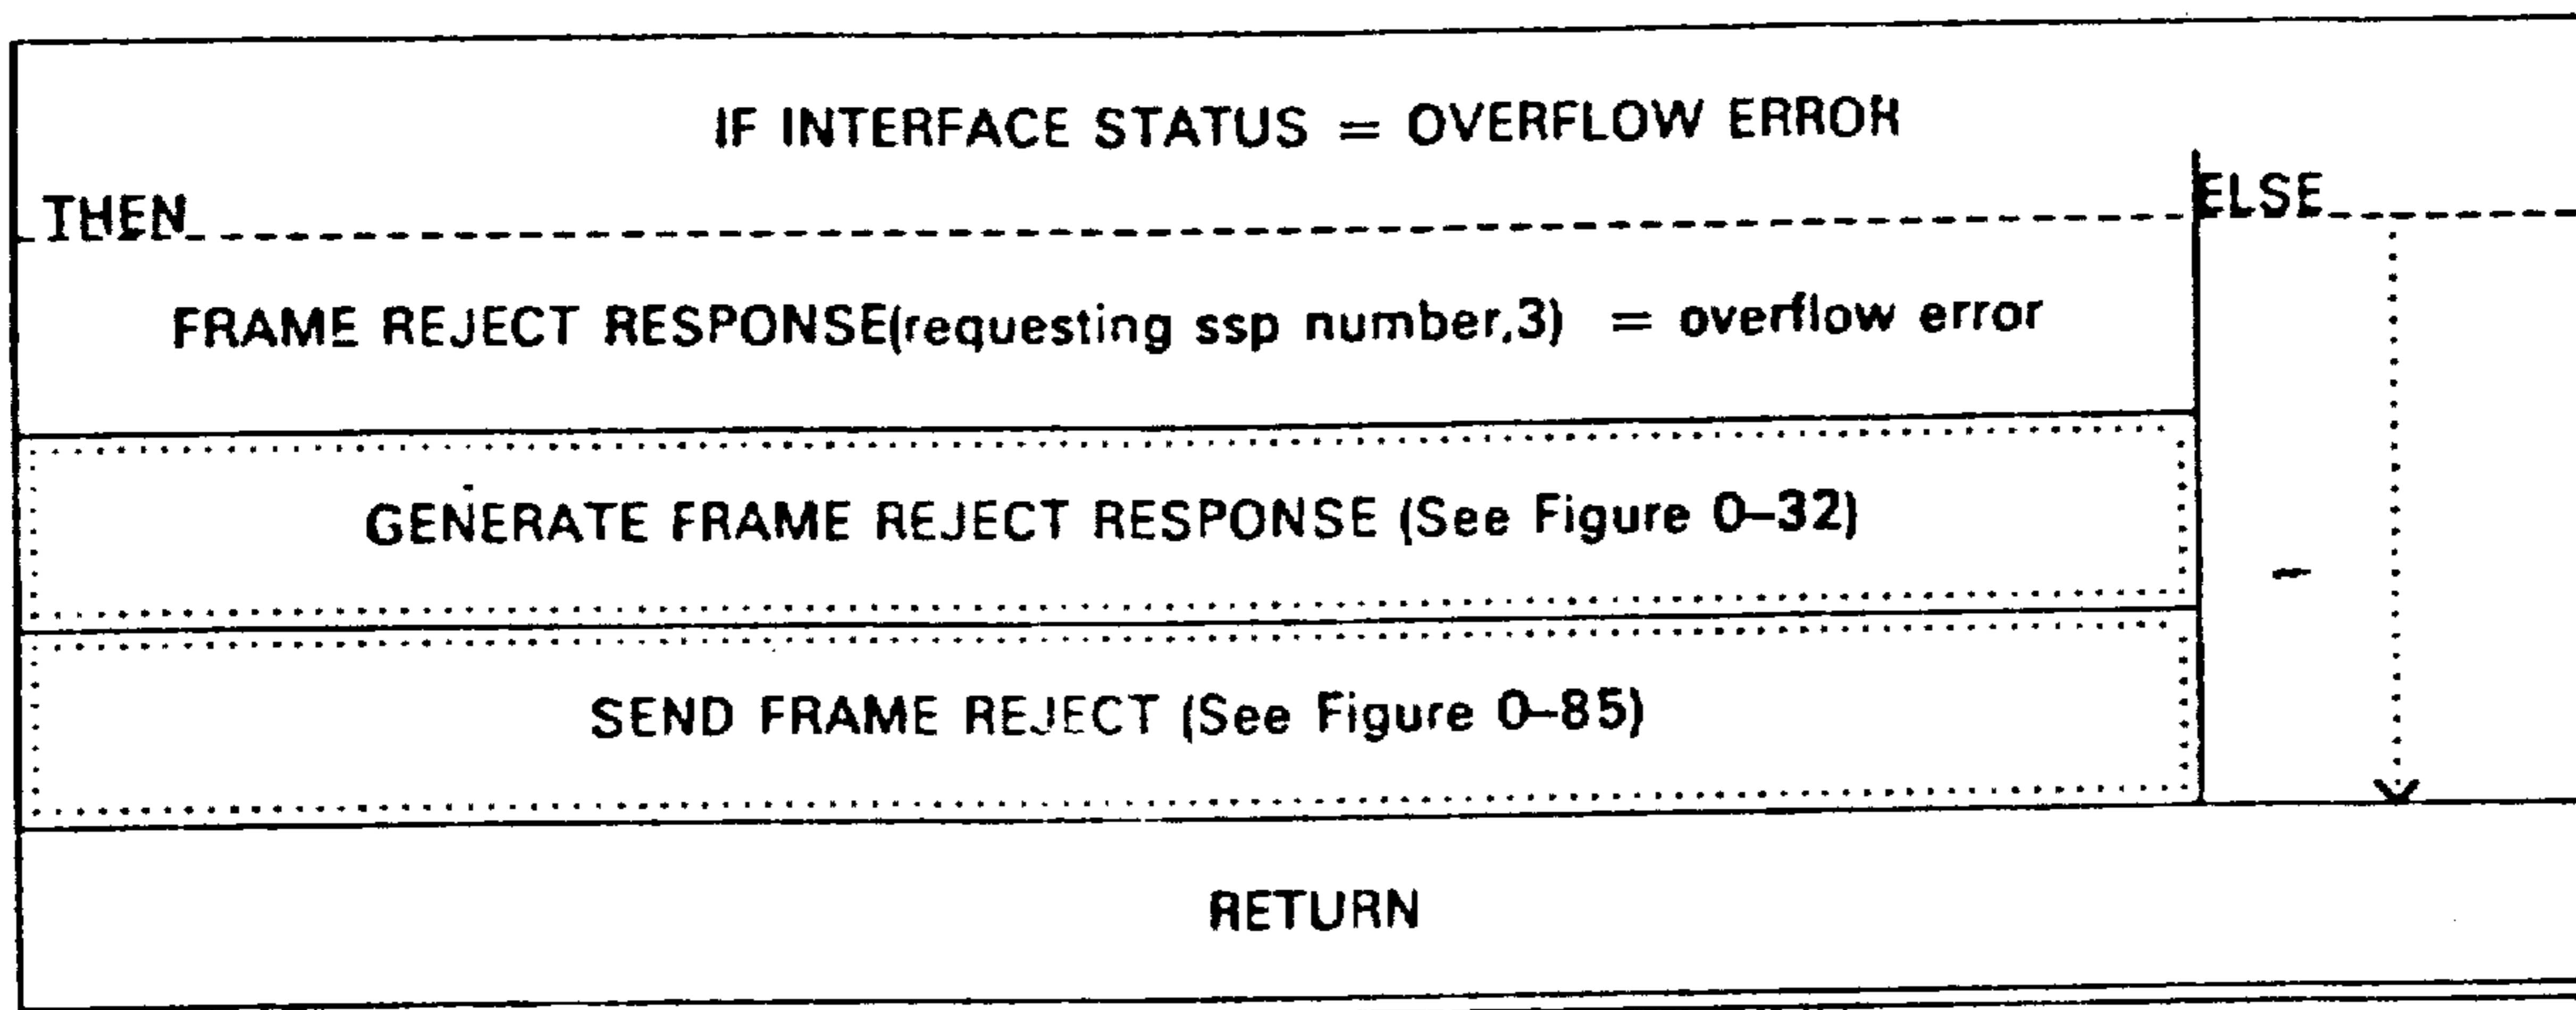 IF INTERFACE STATUS = OVERFLOW ERROR
THEN ELSE
FRAME REJECT RESPONSE(requesting ssp number,3) = overflow error
GENERATE FRAME REJECT RESPONSE (See Figure 0–32)
SEND FRAME REJECT (See Figure 0–85)
RETURN